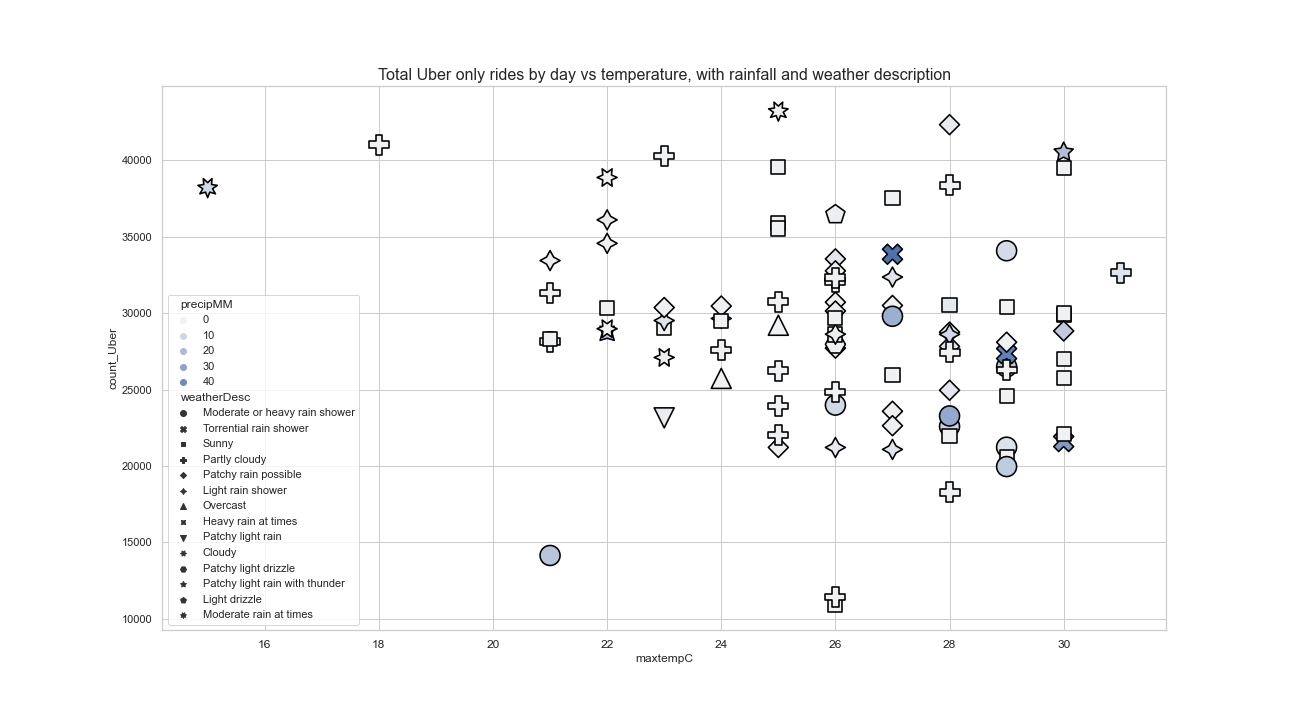 Total Uber only rides by day vs temperature, with rainfall and weather description
count_Uber
40000
35000
30000
25000
20000
15000
10000
precipMM
0
10
20
30
40
weatherDesc
Moderate or heavy rain shower
Torrential rain shower
Sunny
Partly cloudy
Patchy rain possible
Light rain shower
Overcast
Heavy rain at times
Patchy light rain
Cloudy
Patchy light drizzle
Patchy light rain with thunder
Light drizzle
Moderate rain at times
16 18 20 22 24 26 28 30
maxtempC